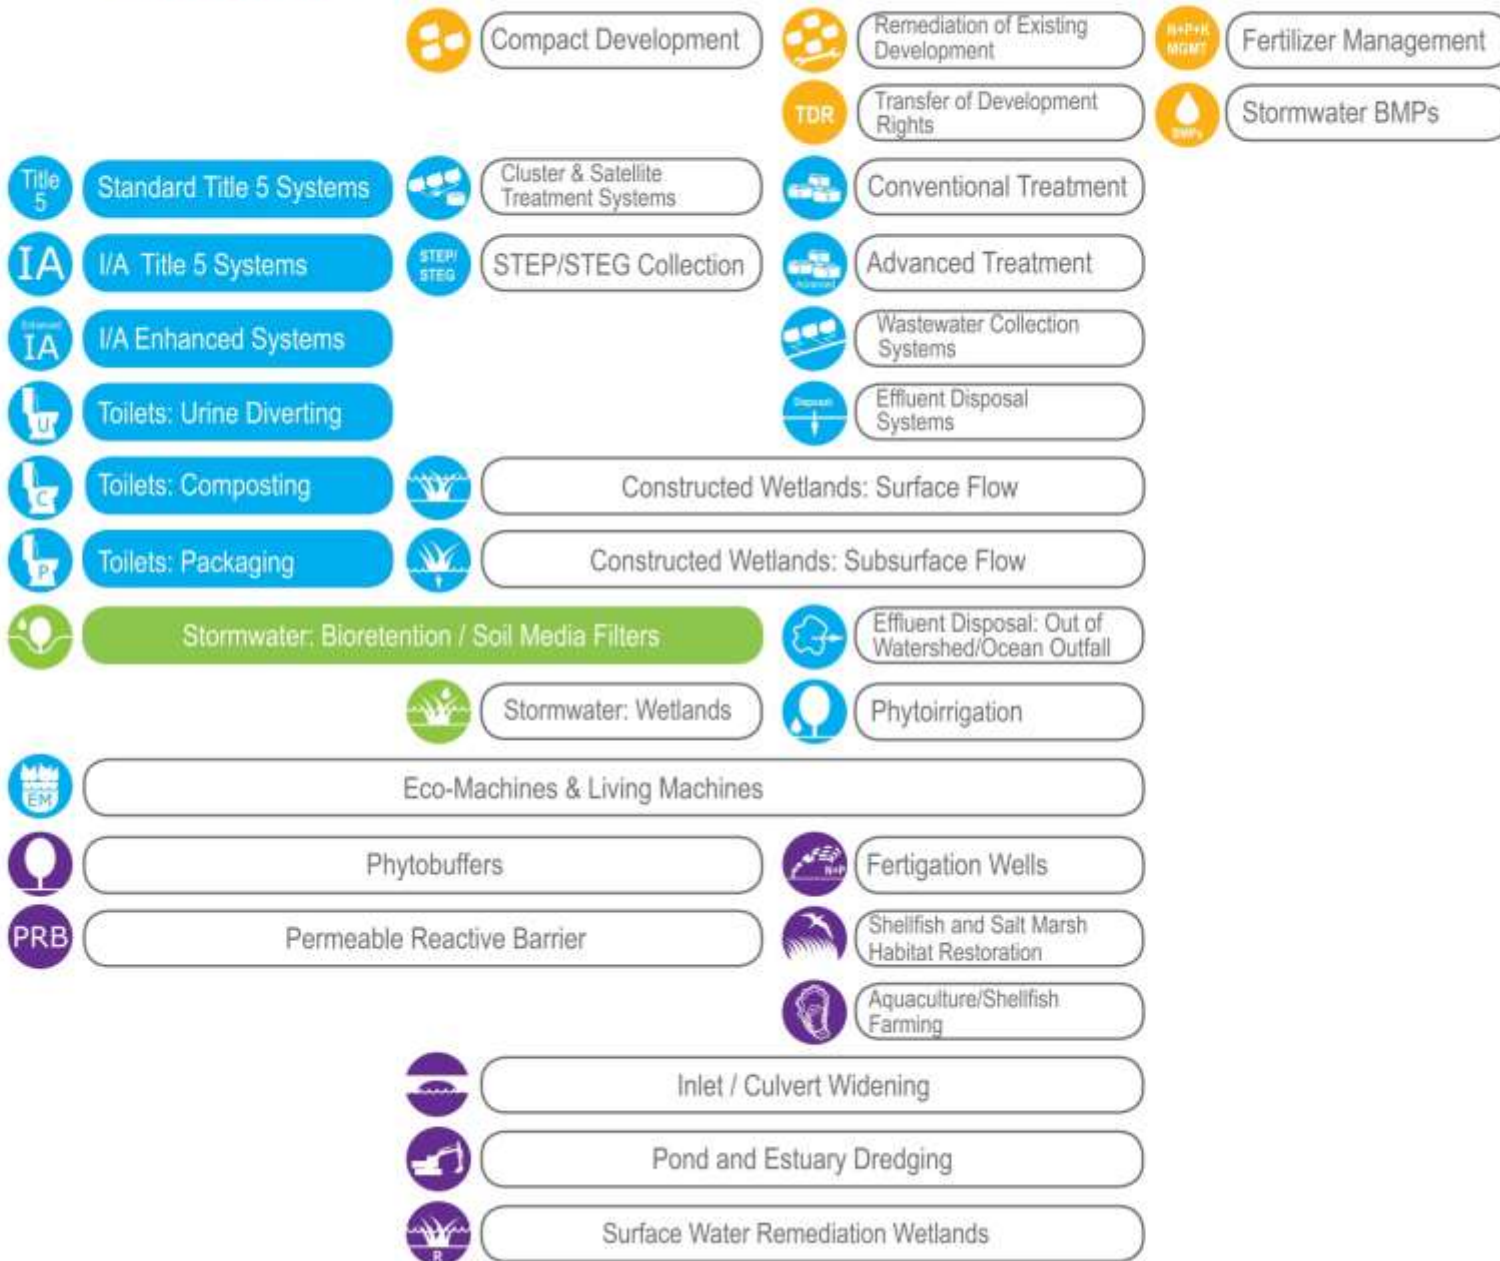 Compact Development
Remediation of Existing
Development
N+P+K
MGMT
Fertilizer Management
TDR
Transfer of Development
Rights
BMPs
Stormwater BMPs
Title
5
Standard Title 5 Systems
Cluster & Satellite
Treatment Systems
Conventional Treatment
IA
I/A Title 5 Systems
STEP/
STEG
STEP/STEG Collection
Advanced
Advanced Treatment
Enhanced
IA
I/A Enhanced Systems
Wastewater Collection
Systems
U
Toilets: Urine Diverting
Disposal
Effluent Disposal
Systems
C
Toilets: Composting
Constructed Wetlands: Surface Flow
P
Toilets: Packaging
Constructed Wetlands: Subsurface Flow
Stormwater: Bioretention / Soil Media Filters
Effluent Disposal: Out of
Watershed/Ocean Outfall
Stormwater: Wetlands
Phytoirrigation
EM
Eco-Machines & Living Machines
Phytobuffers
N+P
Fertigation Wells
PRB
Permeable Reactive Barrier
Shellfish and Salt Marsh
Habitat Restoration
Aquaculture/Shellfish
Farming
Inlet / Culvert Widening
Pond and Estuary Dredging
R
Surface Water Remediation Wetlands